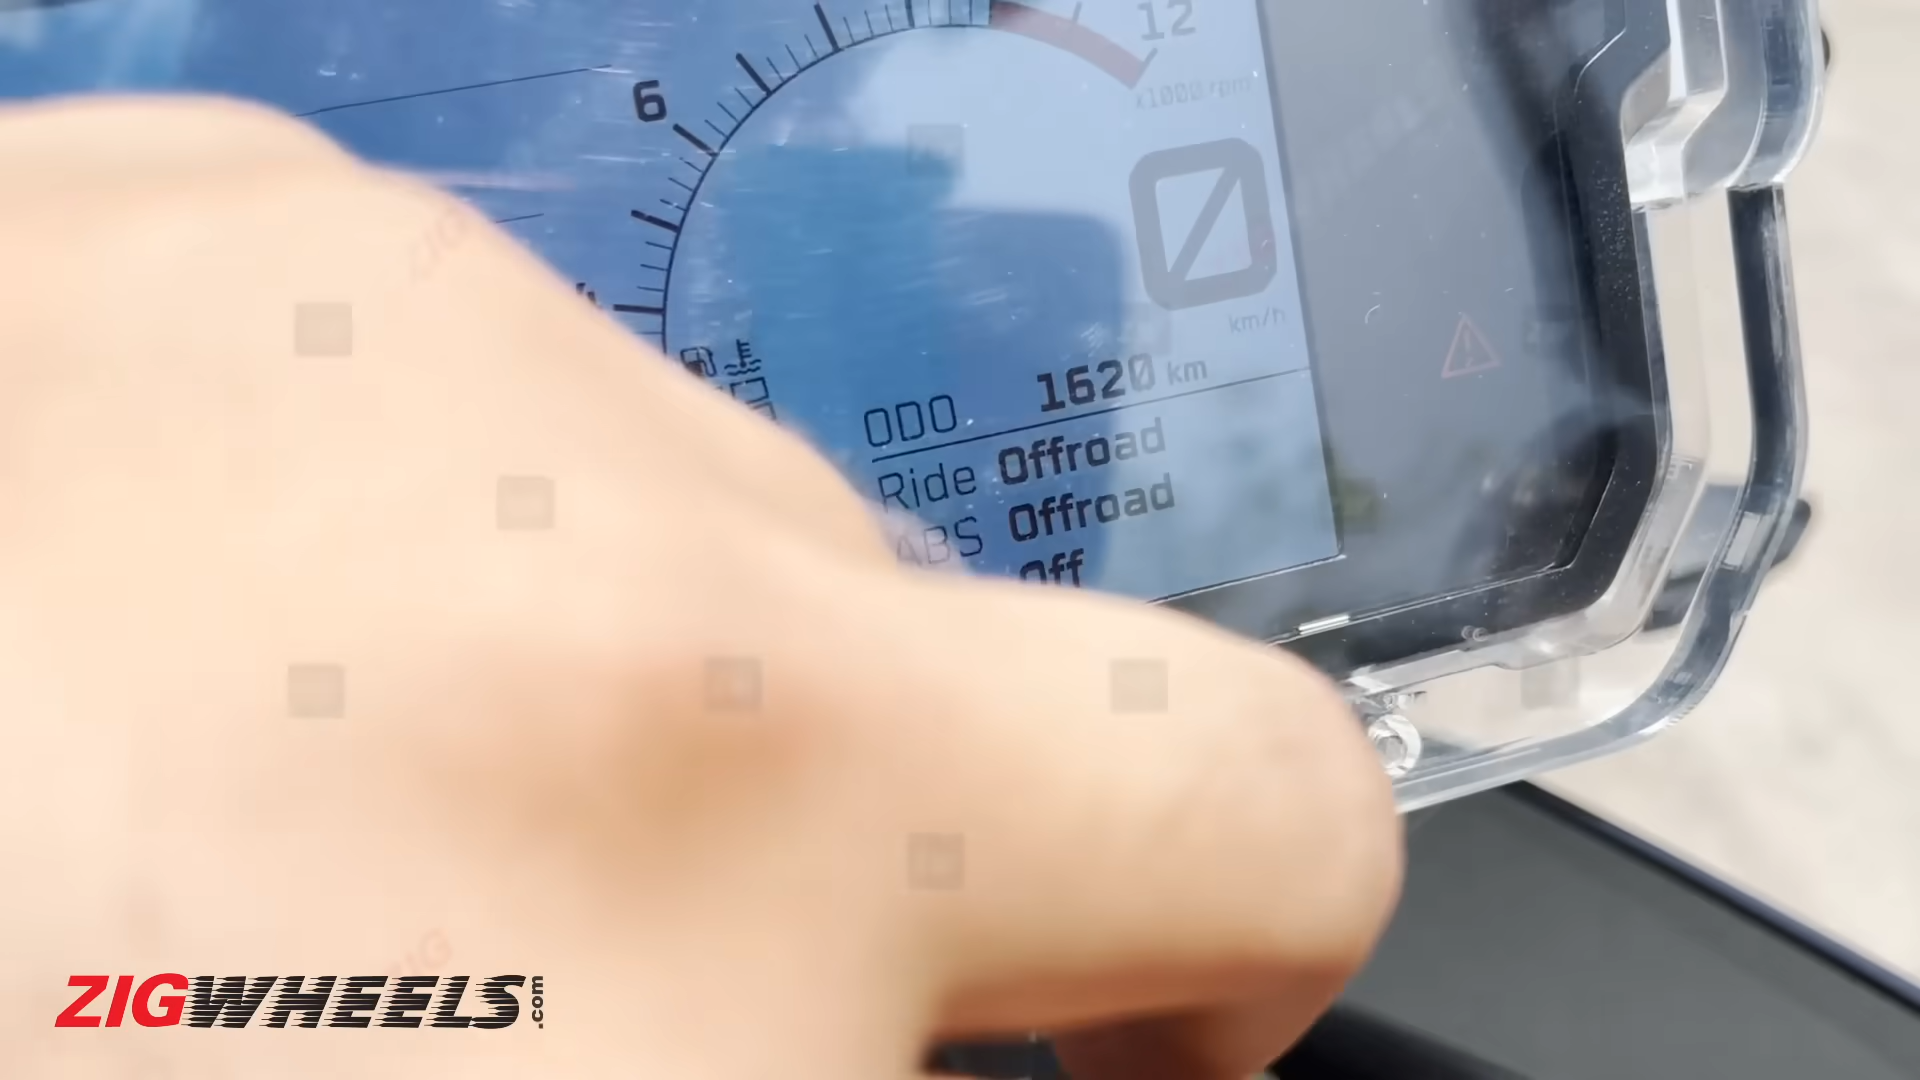 12
6
x1000 rpm
0
km/h
ODO 1620 km
Ride Offroad
ABS Offroad
Off
ZIGWHEELS.com